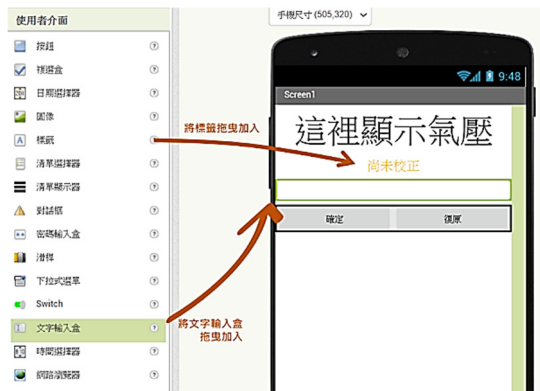 使用者介面
按鈕
複選盒
日期選擇器
圖像
標籤
清單選擇器
清單顯示器
對話框
密碼輸入盒
滑桿
下拉式選單
Switch
文字輸入盒
時間選擇器
網路瀏覽器
將標籤拖曳加入
將文字輸入盒
拖曳加入
手機尺寸 (505,320)
9:48
Screen1
這裡顯示氣壓
尚未校正
確定
復原